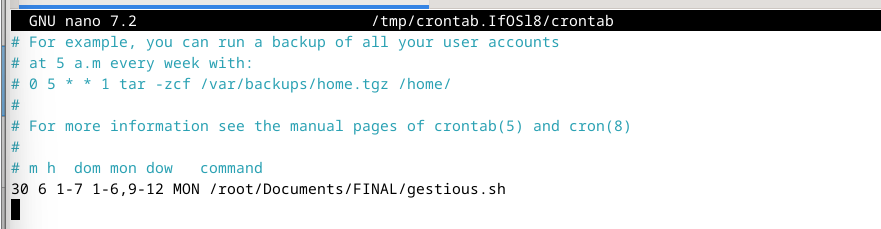 GNU nano 7.2 /tmp/crontab.IfOSl8/crontab
# For example, you can run a backup of all your user accounts
# at 5 a.m every week with:
# 0 5 * * 1 tar -zcf /var/backups/home.tgz /home/
#
# For more information see the manual pages of crontab(5) and cron(8)
#
# m h  dom mon dow   command
30 6 1-7 1-6,9-12 MON /root/Documents/FINAL/gestious.sh